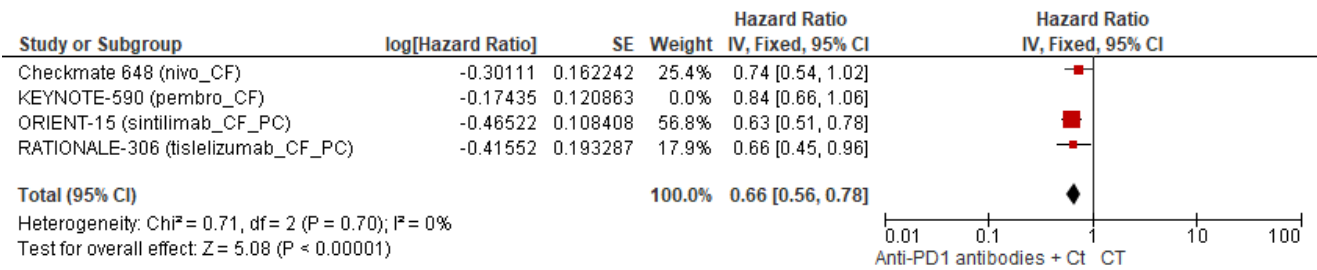 Hazard Ratio Hazard Ratio
Study or Subgroup log[Hazard Ratio] SE Weight IV, Fixed, 95% CI IV, Fixed, 95% CI
Checkmate 648 (nivo_CF) -0.30111 0.162242 25.4% 0.74 [0.54, 1.02]
KEYNOTE-590 (pembro_CF) -0.17435 0.120863 0.0% 0.84 [0.66, 1.06]
ORIENT-15 (sintilimab_CF_PC) -0.46522 0.108408 56.8% 0.63 [0.51, 0.78]
RATIONALE-306 (tislelizumab_CF_PC) -0.41552 0.193287 17.9% 0.66 [0.45, 0.96]
Total (95% CI) 100.0% 0.66 [0.56, 0.78]
Heterogeneity: Chi² = 0.71, df = 2 (P = 0.70); I² = 0%
Test for overall effect: Z = 5.08 (P < 0.00001)
0.01 0.1 1 10 100
Anti-PD1 antibodies + Ct CT